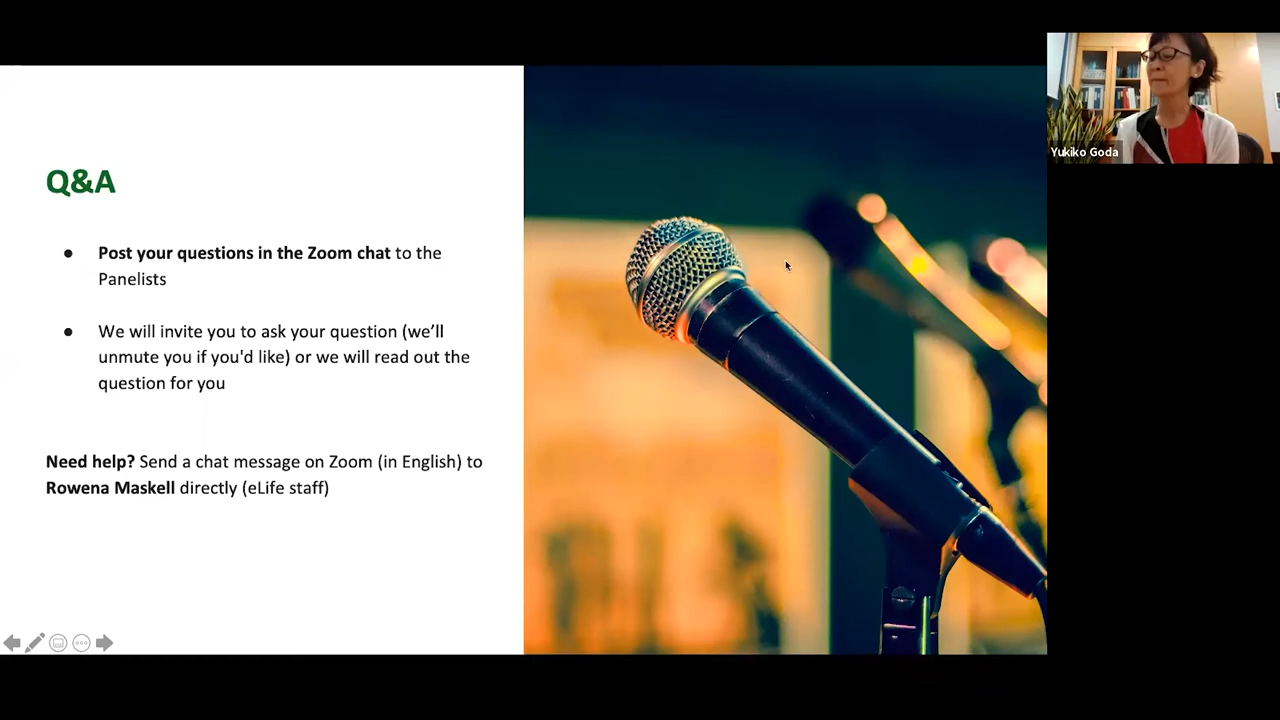 Q&A
● Post your questions in the Zoom chat to the
Panelists
● We will invite you to ask your question (we’ll
unmute you if you'd like) or we will read out the
question for you
Need help? Send a chat message on Zoom (in English) to
Rowena Maskell directly (eLife staff)
Yukiko Goda